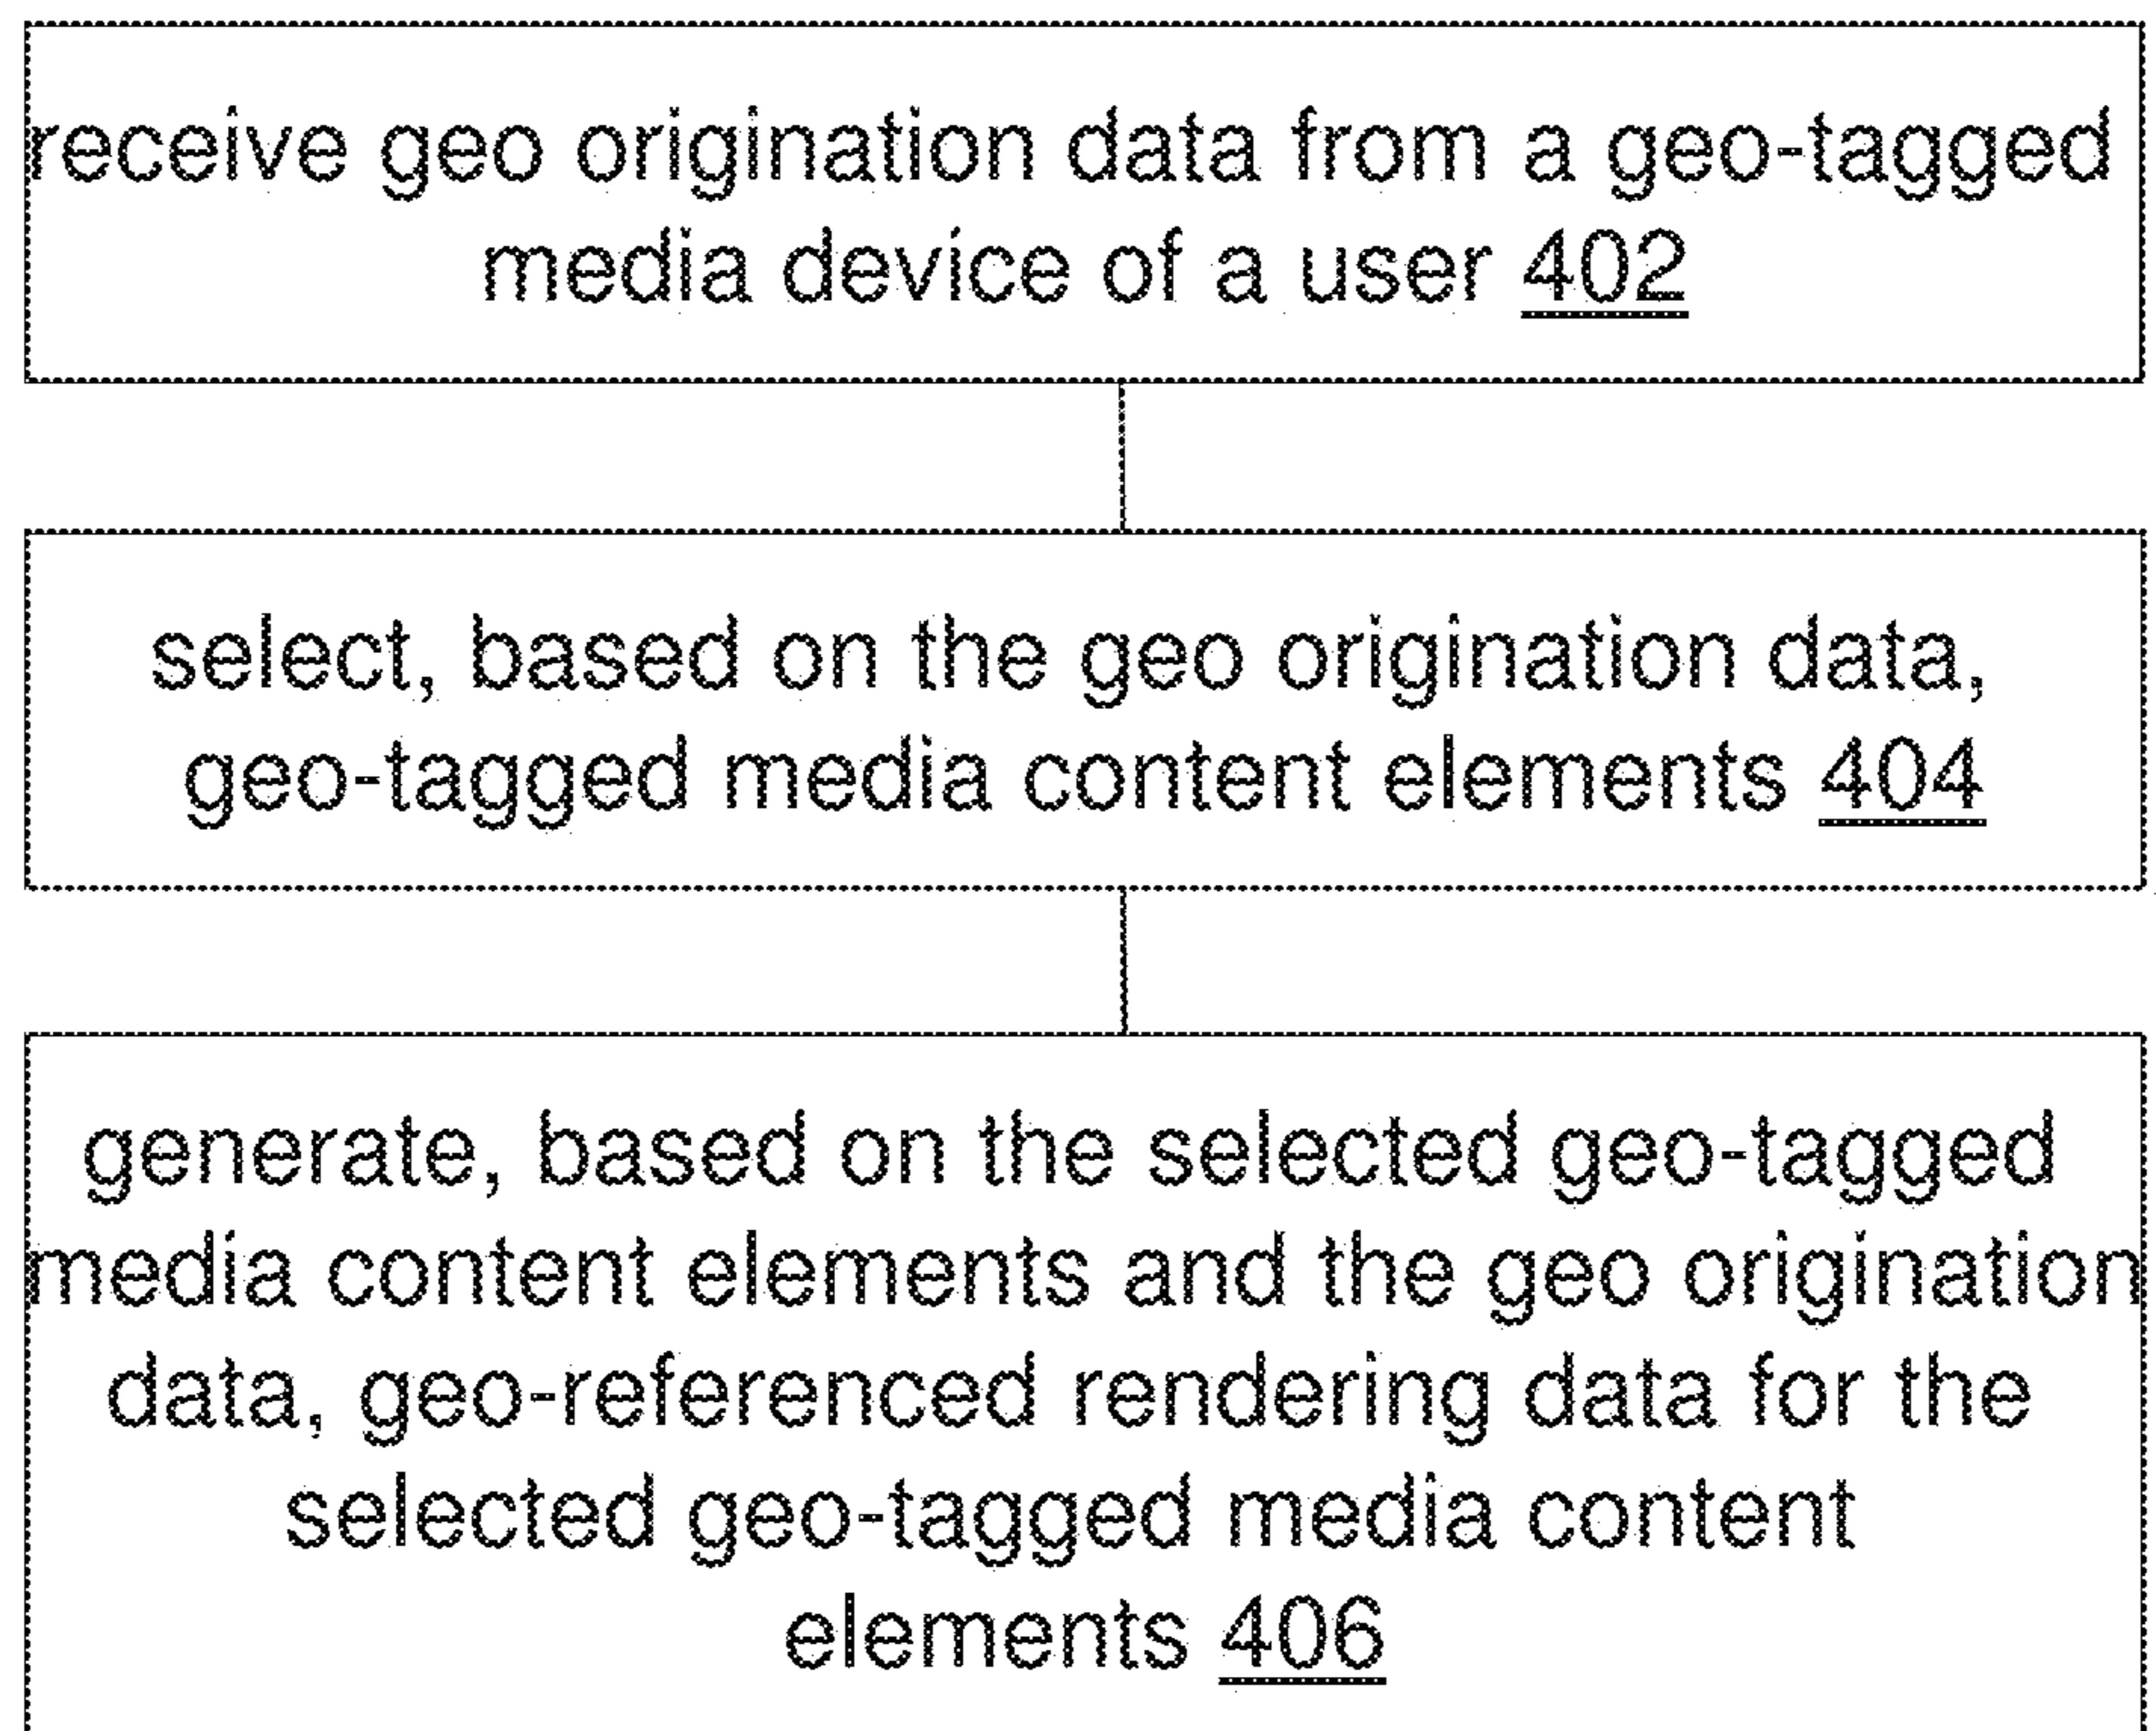 receive geo origination data from a geo-tagged
media device of a user 402
select, based on the geo origination data,
geo-tagged media content elements 404
generate, based on the selected geo-tagged
media content elements and the geo origination
data, geo-referenced rendering data for the
selected geo-tagged media content
elements 406